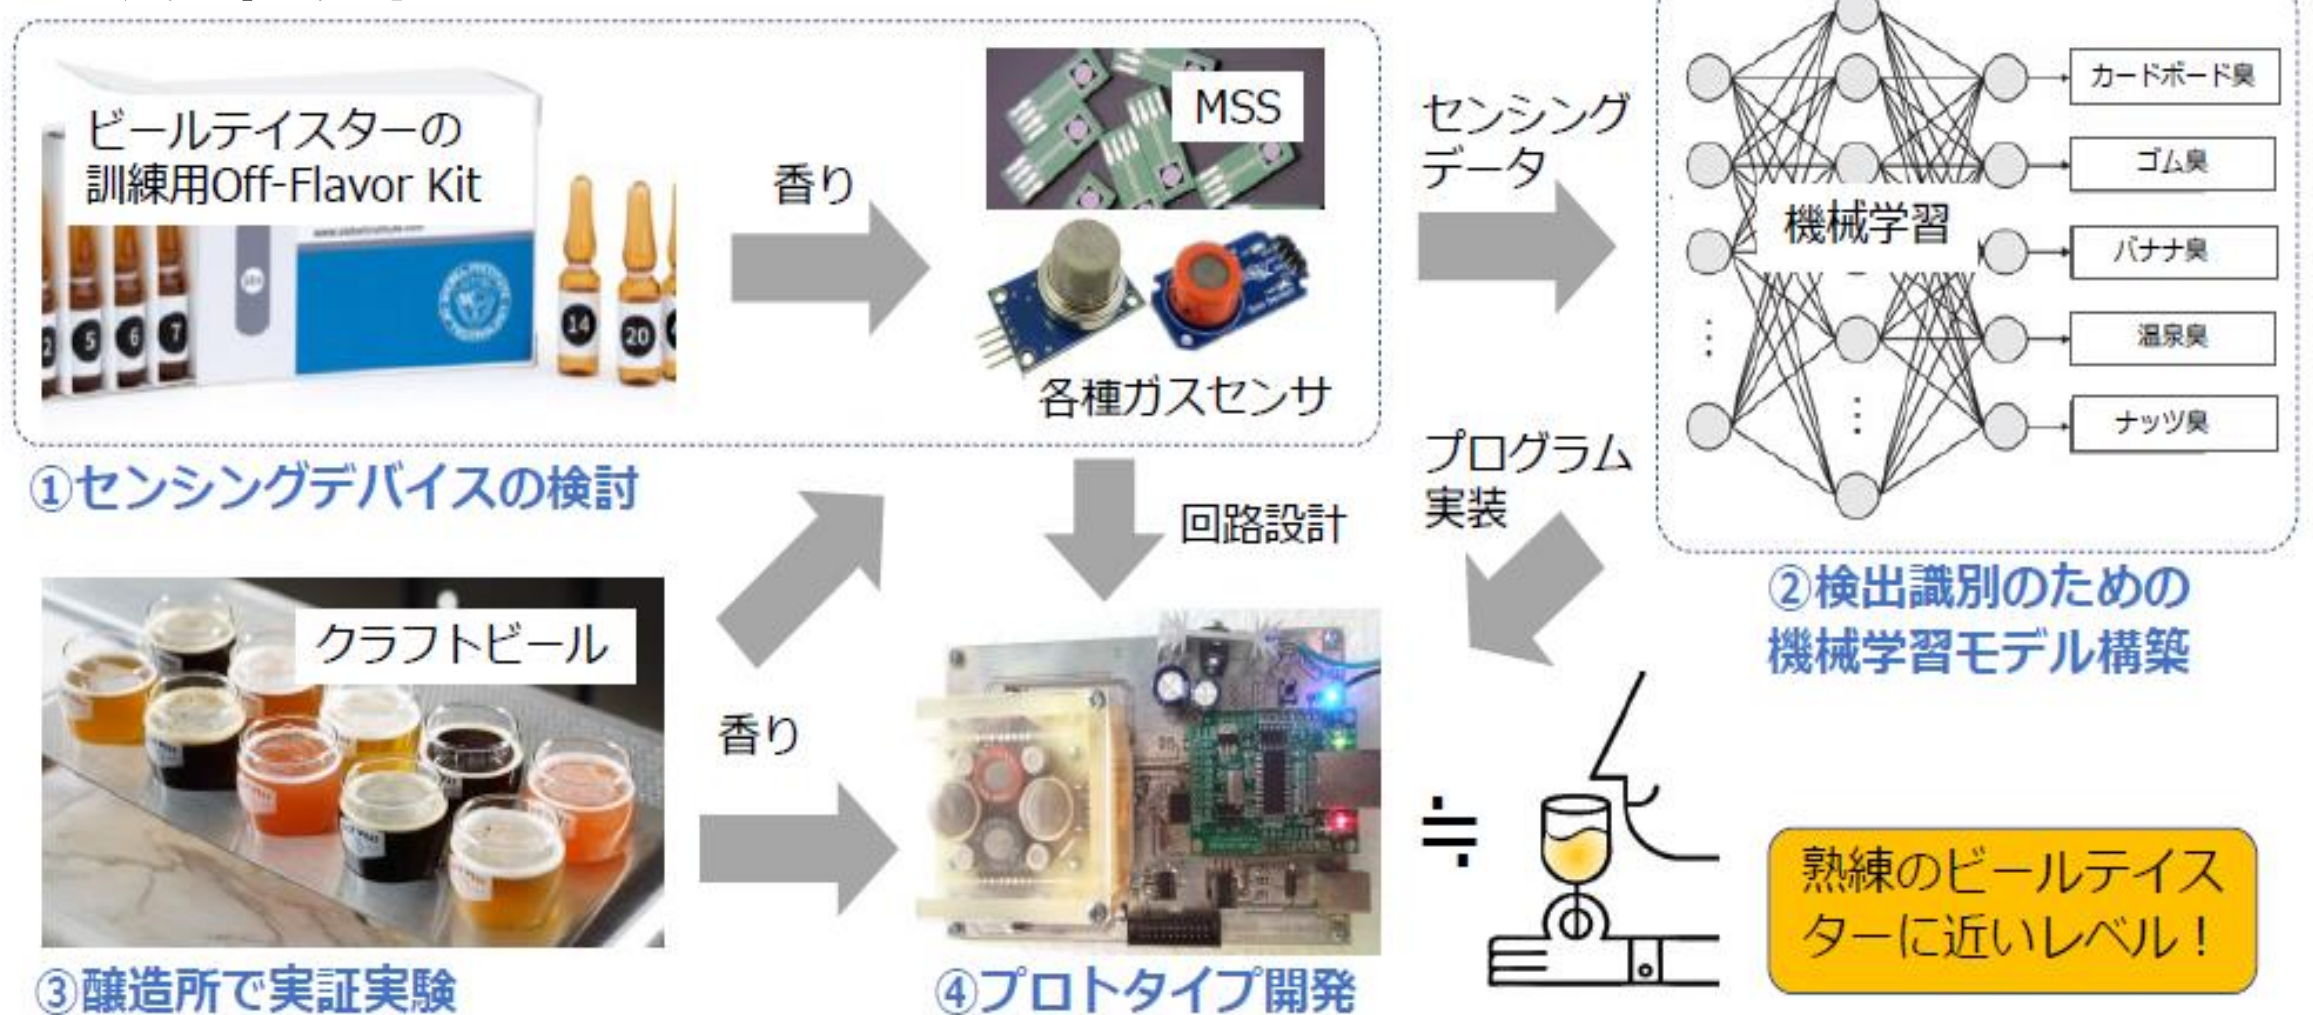 ビールテイスターの
訓練用Off-Flavor Kit
5
6
7
14
20
香り
MSS
各種ガスセンサ
①センシングデバイスの検討
センシング
データ
機械学習
カードボード臭
ゴム臭
バナナ臭
温泉臭
ナッツ臭
②検出識別のための
機械学習モデル構築
回路設計
プログラム
実装
クラフトビール
香り
③醸造所で実証実験
④プロトタイプ開発
≒
熟練のビールテイス
ターに近いレベル！